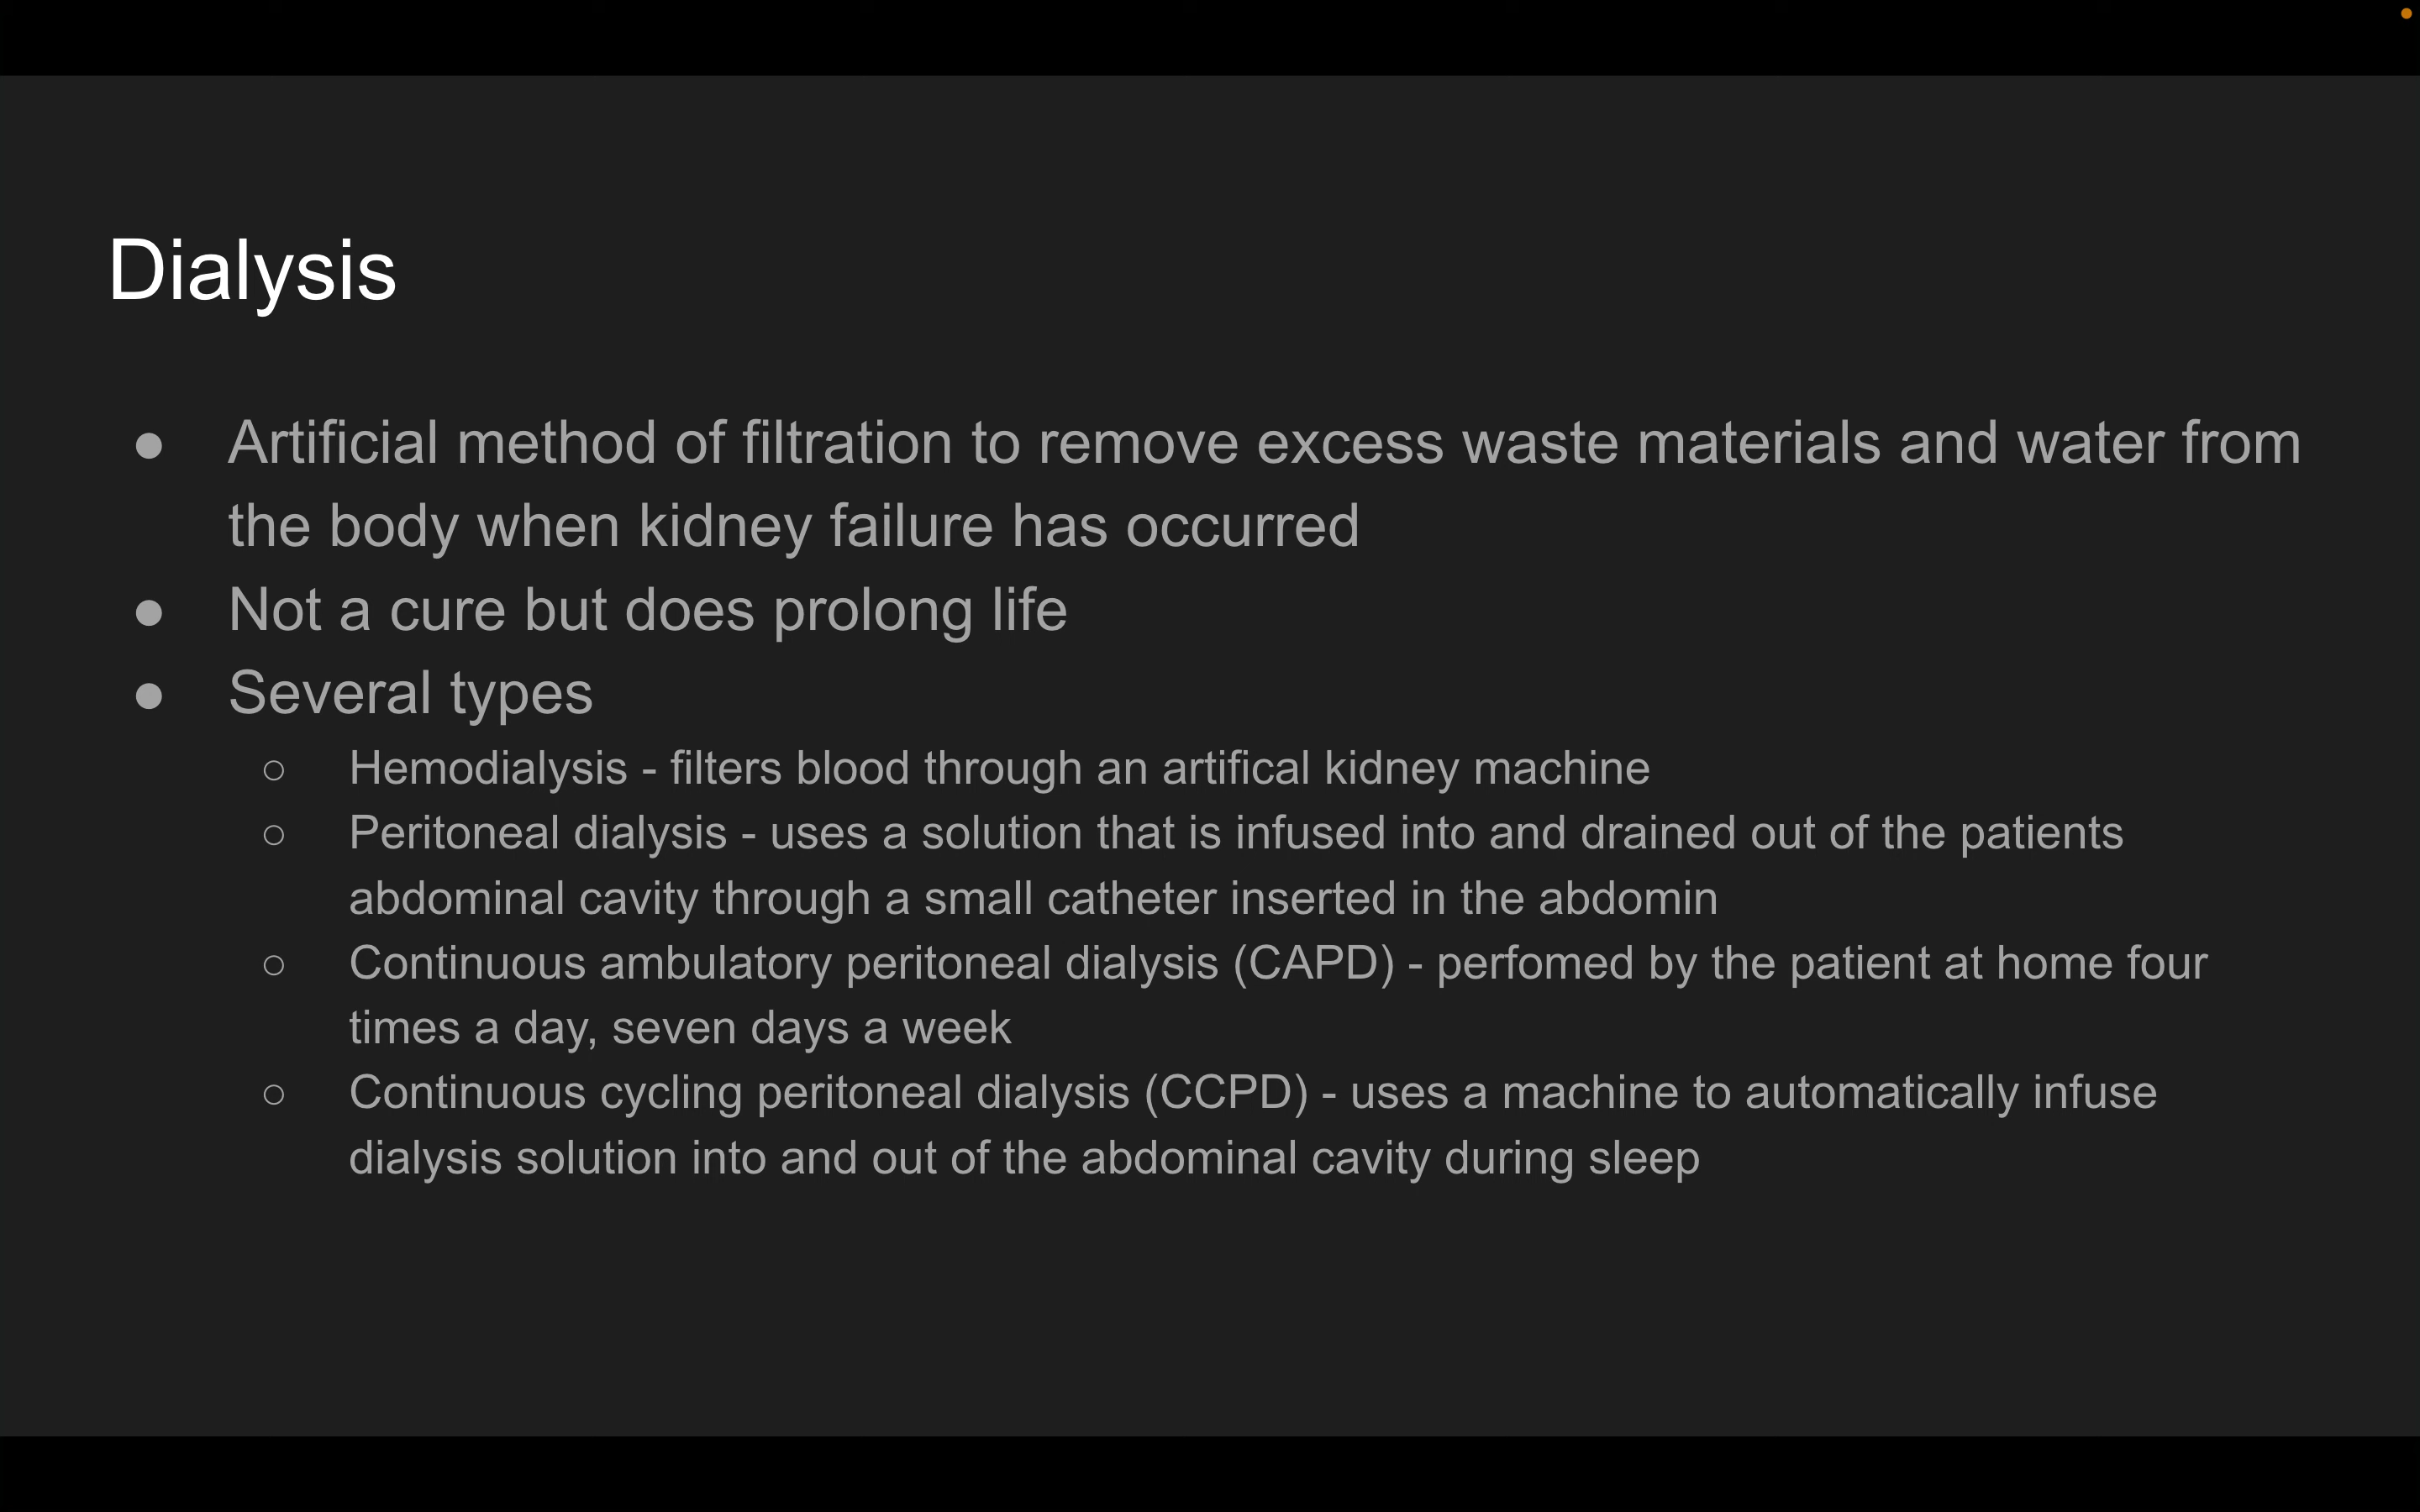 Dialysis
● Artificial method of filtration to remove excess waste materials and water from
the body when kidney failure has occurred
● Not a cure but does prolong life
● Several types
○ Hemodialysis - filters blood through an artifical kidney machine
○ Peritoneal dialysis - uses a solution that is infused into and drained out of the patients
abdominal cavity through a small catheter inserted in the abdomin
○ Continuous ambulatory peritoneal dialysis (CAPD) - perfomed by the patient at home four
times a day, seven days a week
○ Continuous cycling peritoneal dialysis (CCPD) - uses a machine to automatically infuse
dialysis solution into and out of the abdominal cavity during sleep